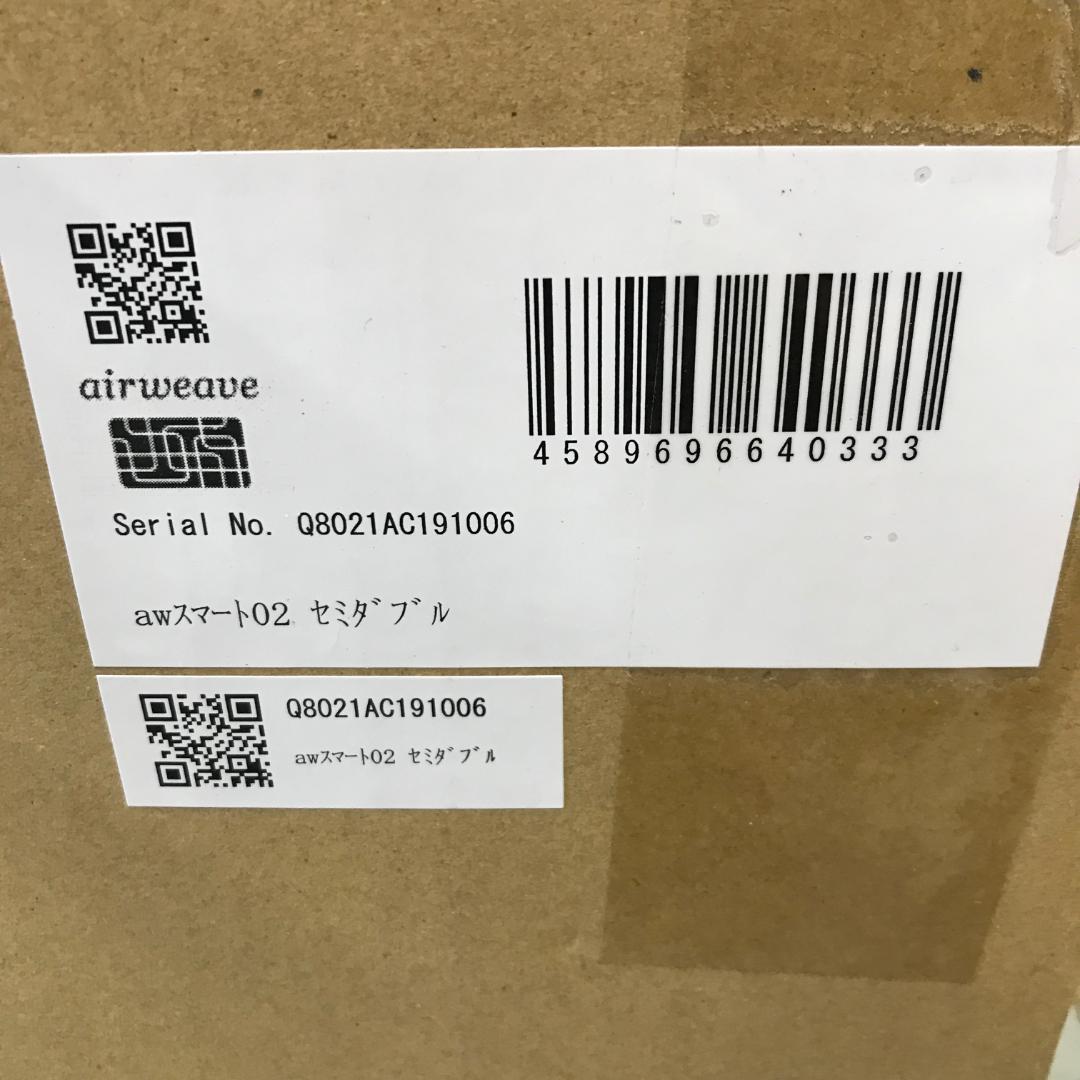 airweave
4589696640333
Serial No. Q8021AC191006
awｽﾏｰﾄ02 ｾﾐﾀﾞﾌﾞﾙ
Q8021AC191006
awｽﾏｰﾄ02 ｾﾐﾀﾞﾌﾞﾙ